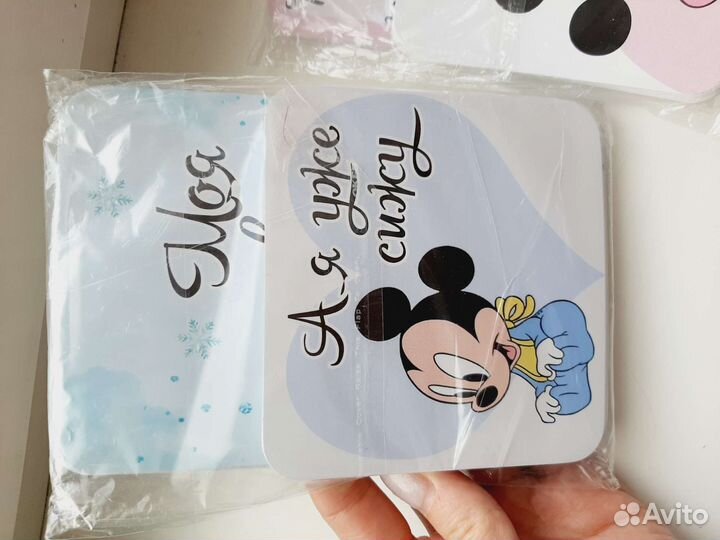 Моя
А я уже
сижу
Avito